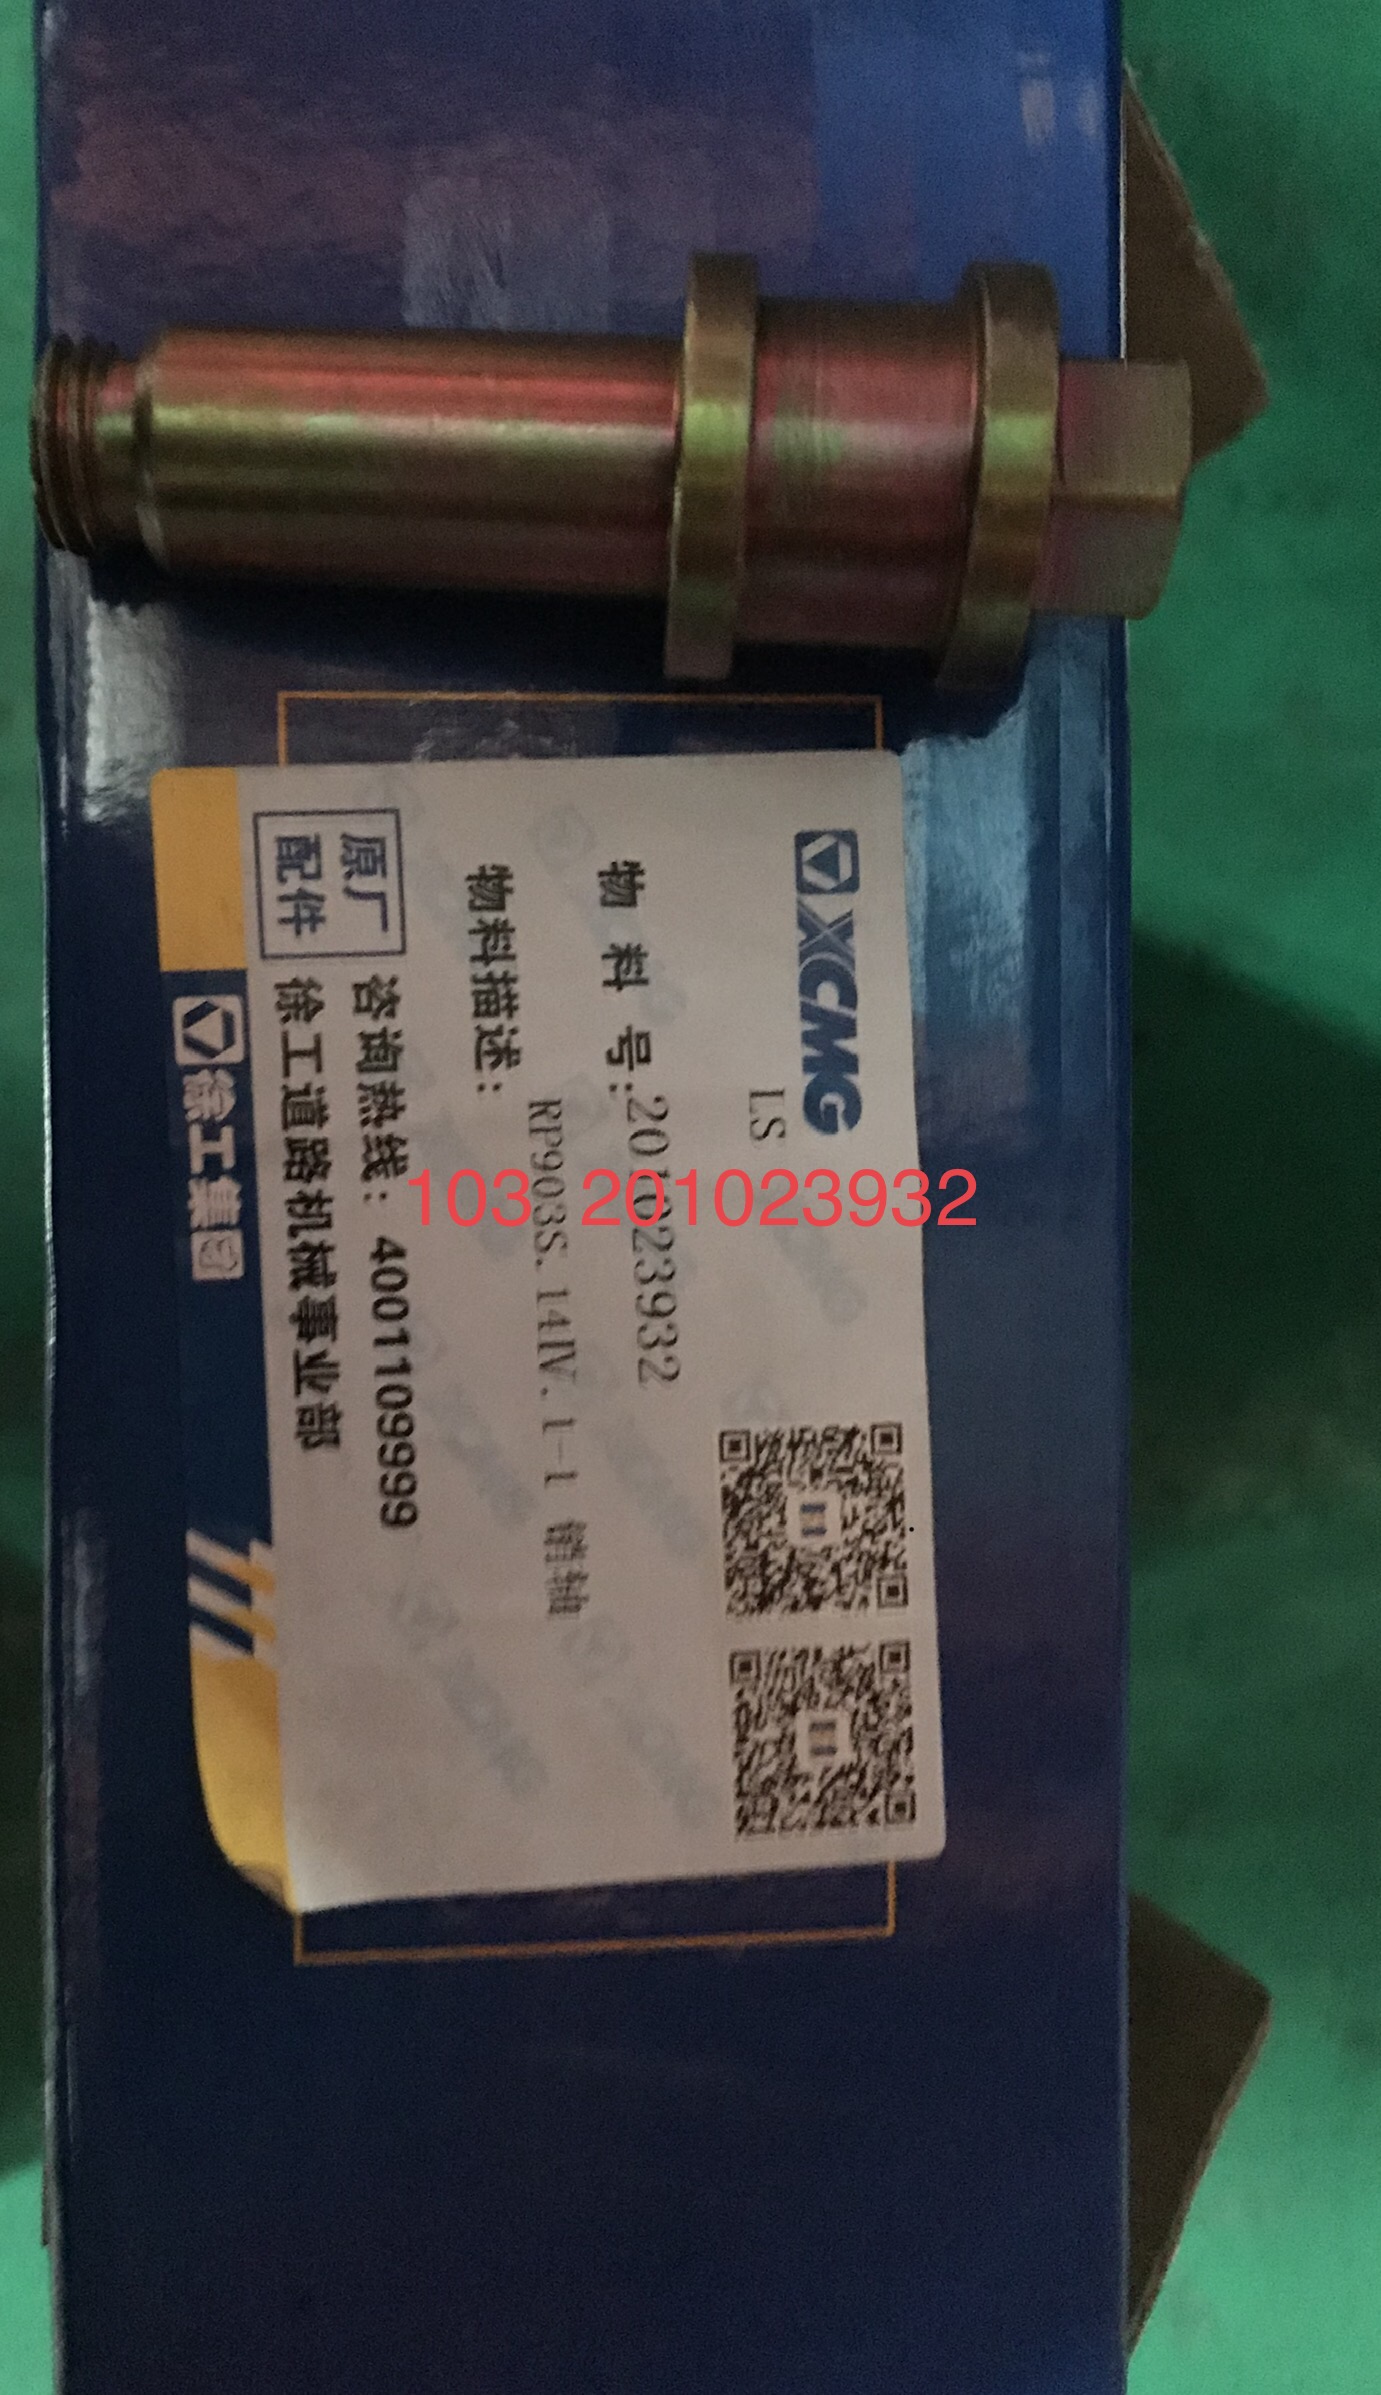 XCMG
LS
物 料 号:201023932
RP903S.14IV.1-1 销轴
物料描述:
原厂
配件
咨询热线: 4001109999
徐工道路机械事业部
徐工集团
103 201023932